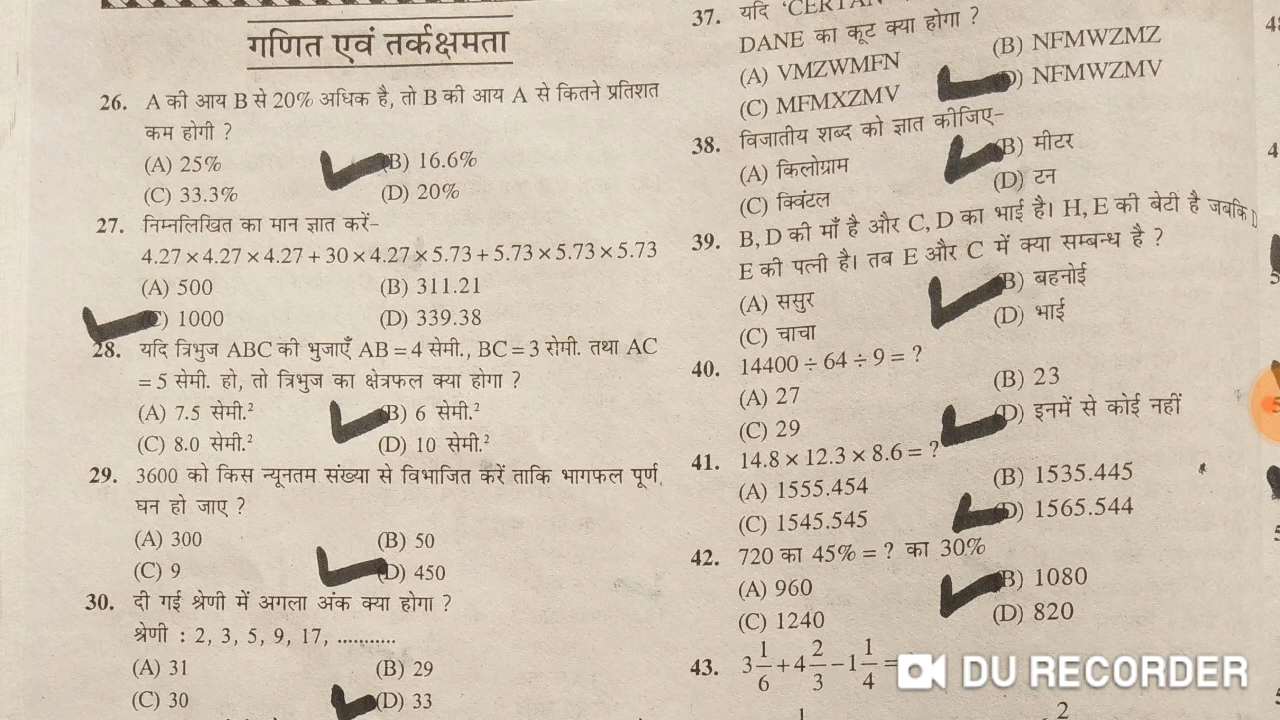 गणित एवं तर्कक्षमता
26. A की आय B से 20% अधिक है, तो B की आय A से कितने प्रतिशत
कम होगी ?
(A) 25% (B) 16.6%
(C) 33.3% (D) 20%
27. निम्नलिखित का मान ज्ञात करें–
4.27 × 4.27 × 4.27 + 30 × 4.27 × 5.73 + 5.73 × 5.73 × 5.73
(A) 500 (B) 311.21
(C) 1000 (D) 339.38
28. यदि त्रिभुज ABC की भुजाएँ AB = 4 सेमी., BC = 3 सेमी. तथा AC
= 5 सेमी. हो, तो त्रिभुज का क्षेत्रफल क्या होगा ?
(A) 7.5 सेमी.² (B) 6 सेमी.²
(C) 8.0 सेमी.² (D) 10 सेमी.²
29. 3600 को किस न्यूनतम संख्या से विभाजित करें ताकि भागफल पूर्ण
घन हो जाए ?
(A) 300 (B) 50
(C) 9 (D) 450
30. दी गई श्रेणी में अगला अंक क्या होगा ?
श्रेणी : 2, 3, 5, 9, 17, ...........
(A) 31 (B) 29
(C) 30 (D) 33
37. यदि 'CERTAN
DANE का कूट क्या होगा ?
(A) VMZWMFN (B) NFMWZMZ
(C) MFMXZMV (D) NFMWZMV
38. विजातीय शब्द को ज्ञात कीजिए–
(A) किलोग्राम (B) मीटर
(C) क्विंटल (D) टन
39. B, D की माँ है और C, D का भाई है। H, E की बेटी है जबकि D
E की पत्नी है। तब E और C में क्या सम्बन्ध है ?
(A) ससुर (B) बहनोई
(C) चाचा (D) भाई
40. 14400 ÷ 64 ÷ 9 = ?
(A) 27 (B) 23
(C) 29 (D) इनमें से कोई नहीं
41. 14.8 × 12.3 × 8.6 = ?
(A) 1555.454 (B) 1535.445
(C) 1545.545 (D) 1565.544
42. 720 का 45% = ? का 30%
(A) 960 (B) 1080
(C) 1240 (D) 820
43. 3 1/6 + 4 2/3 − 1 1/4 =
DU RECORDER